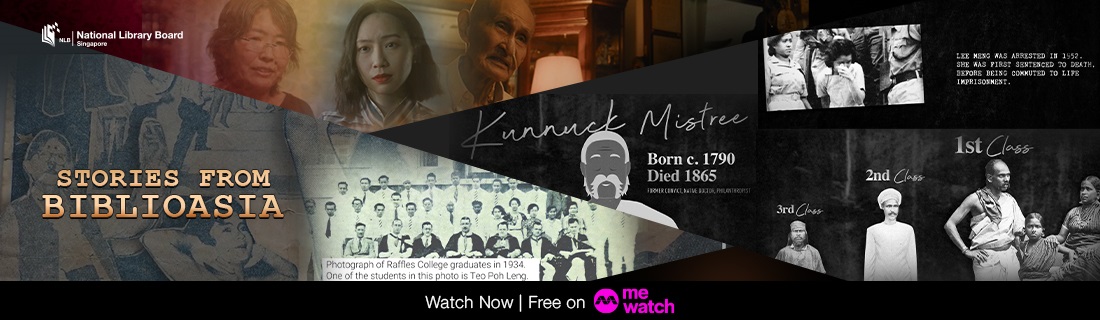 NLB
National Library Board
Singapore
STORIES FROM
BIBLIOASIA
Photograph of Raffles College graduates in 1934.
One of the students in this photo is Teo Poh Leng.
Kunnuck Mistree
Born c. 1790
Died 1865
FORMER CONVICT, NATIVE DOCTOR, PHILANTHROPIST
LEE MENG WAS ARRESTED IN 1952.
SHE WAS FIRST SENTENCED TO DEATH,
BEFORE BEING COMMUTED TO LIFE
IMPRISONMENT.
3rd Class
2nd Class
1st Class
Watch Now | Free on me
watch